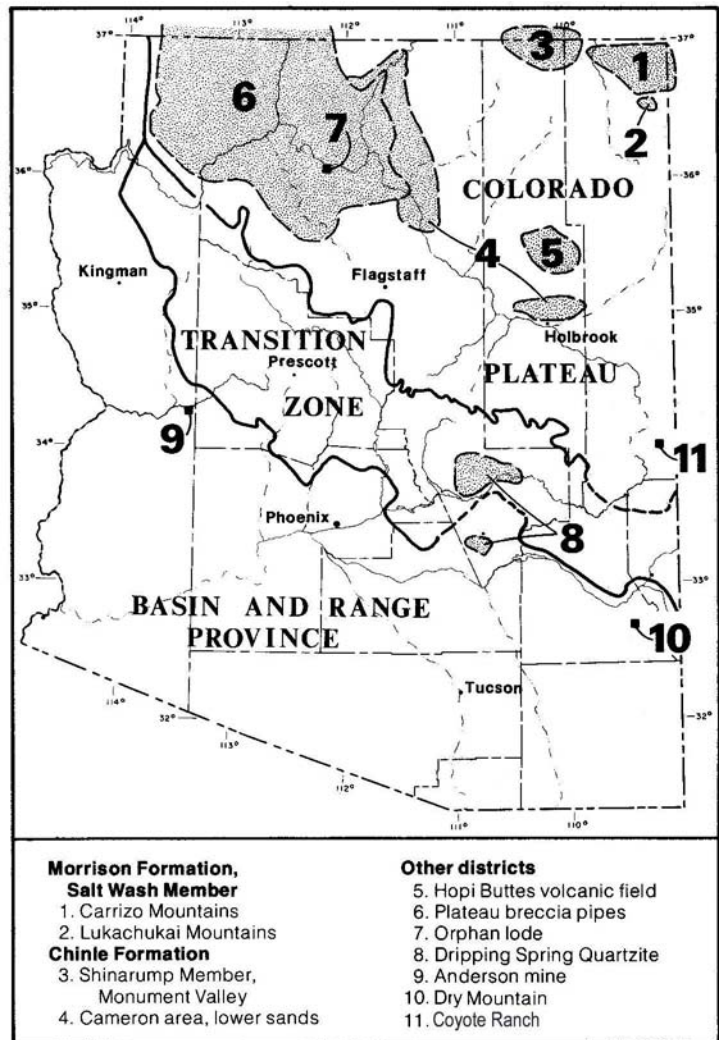 114°
113°
112°
111°
110°
37°
37°
3
1
6
2
7
36°
36°
COLORADO
4
5
Kingman
Flagstaff
35°
35°
TRANSITION
Holbrook
Prescott
PLATEAU
ZONE
9
34°
34°
11
Phoenix
8
33°
33°
BASIN AND RANGE
PROVINCE
10
Tucson
114°
32°
32°
113°
112°
111°
110°
Morrison Formation,
Salt Wash Member
1. Carrizo Mountains
2. Lukachukai Mountains
Chinle Formation
3. Shinarump Member,
Monument Valley
4. Cameron area, lower sands
Other districts
5. Hopi Buttes volcanic field
6. Plateau breccia pipes
7. Orphan lode
8. Dripping Spring Quartzite
9. Anderson mine
10. Dry Mountain
11. Coyote Ranch